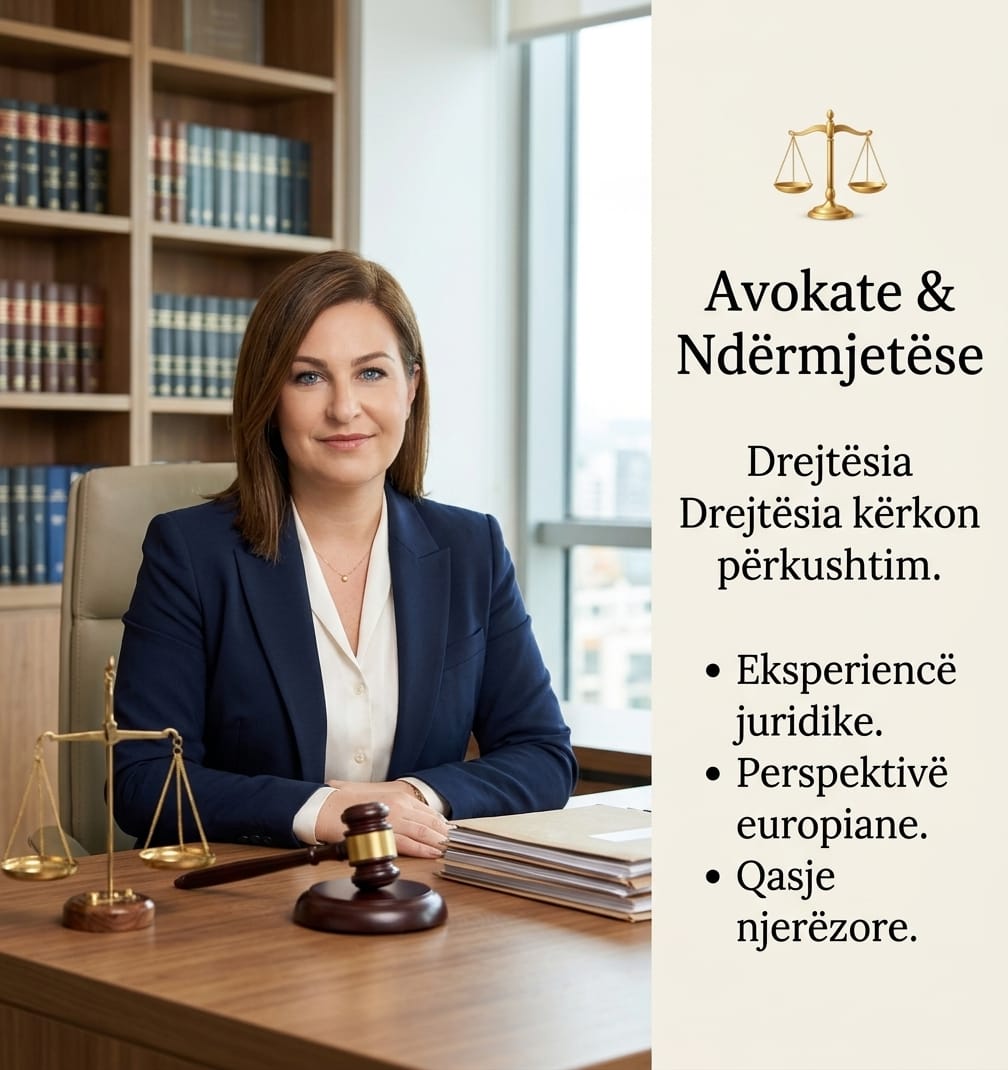 Avokate &
Ndërmjetëse
Drejtësia
Drejtësia kërkon
përkushtim.
• Eksperiencë
juridike.
• Perspektivë
europiane.
• Qasje
njerëzore.